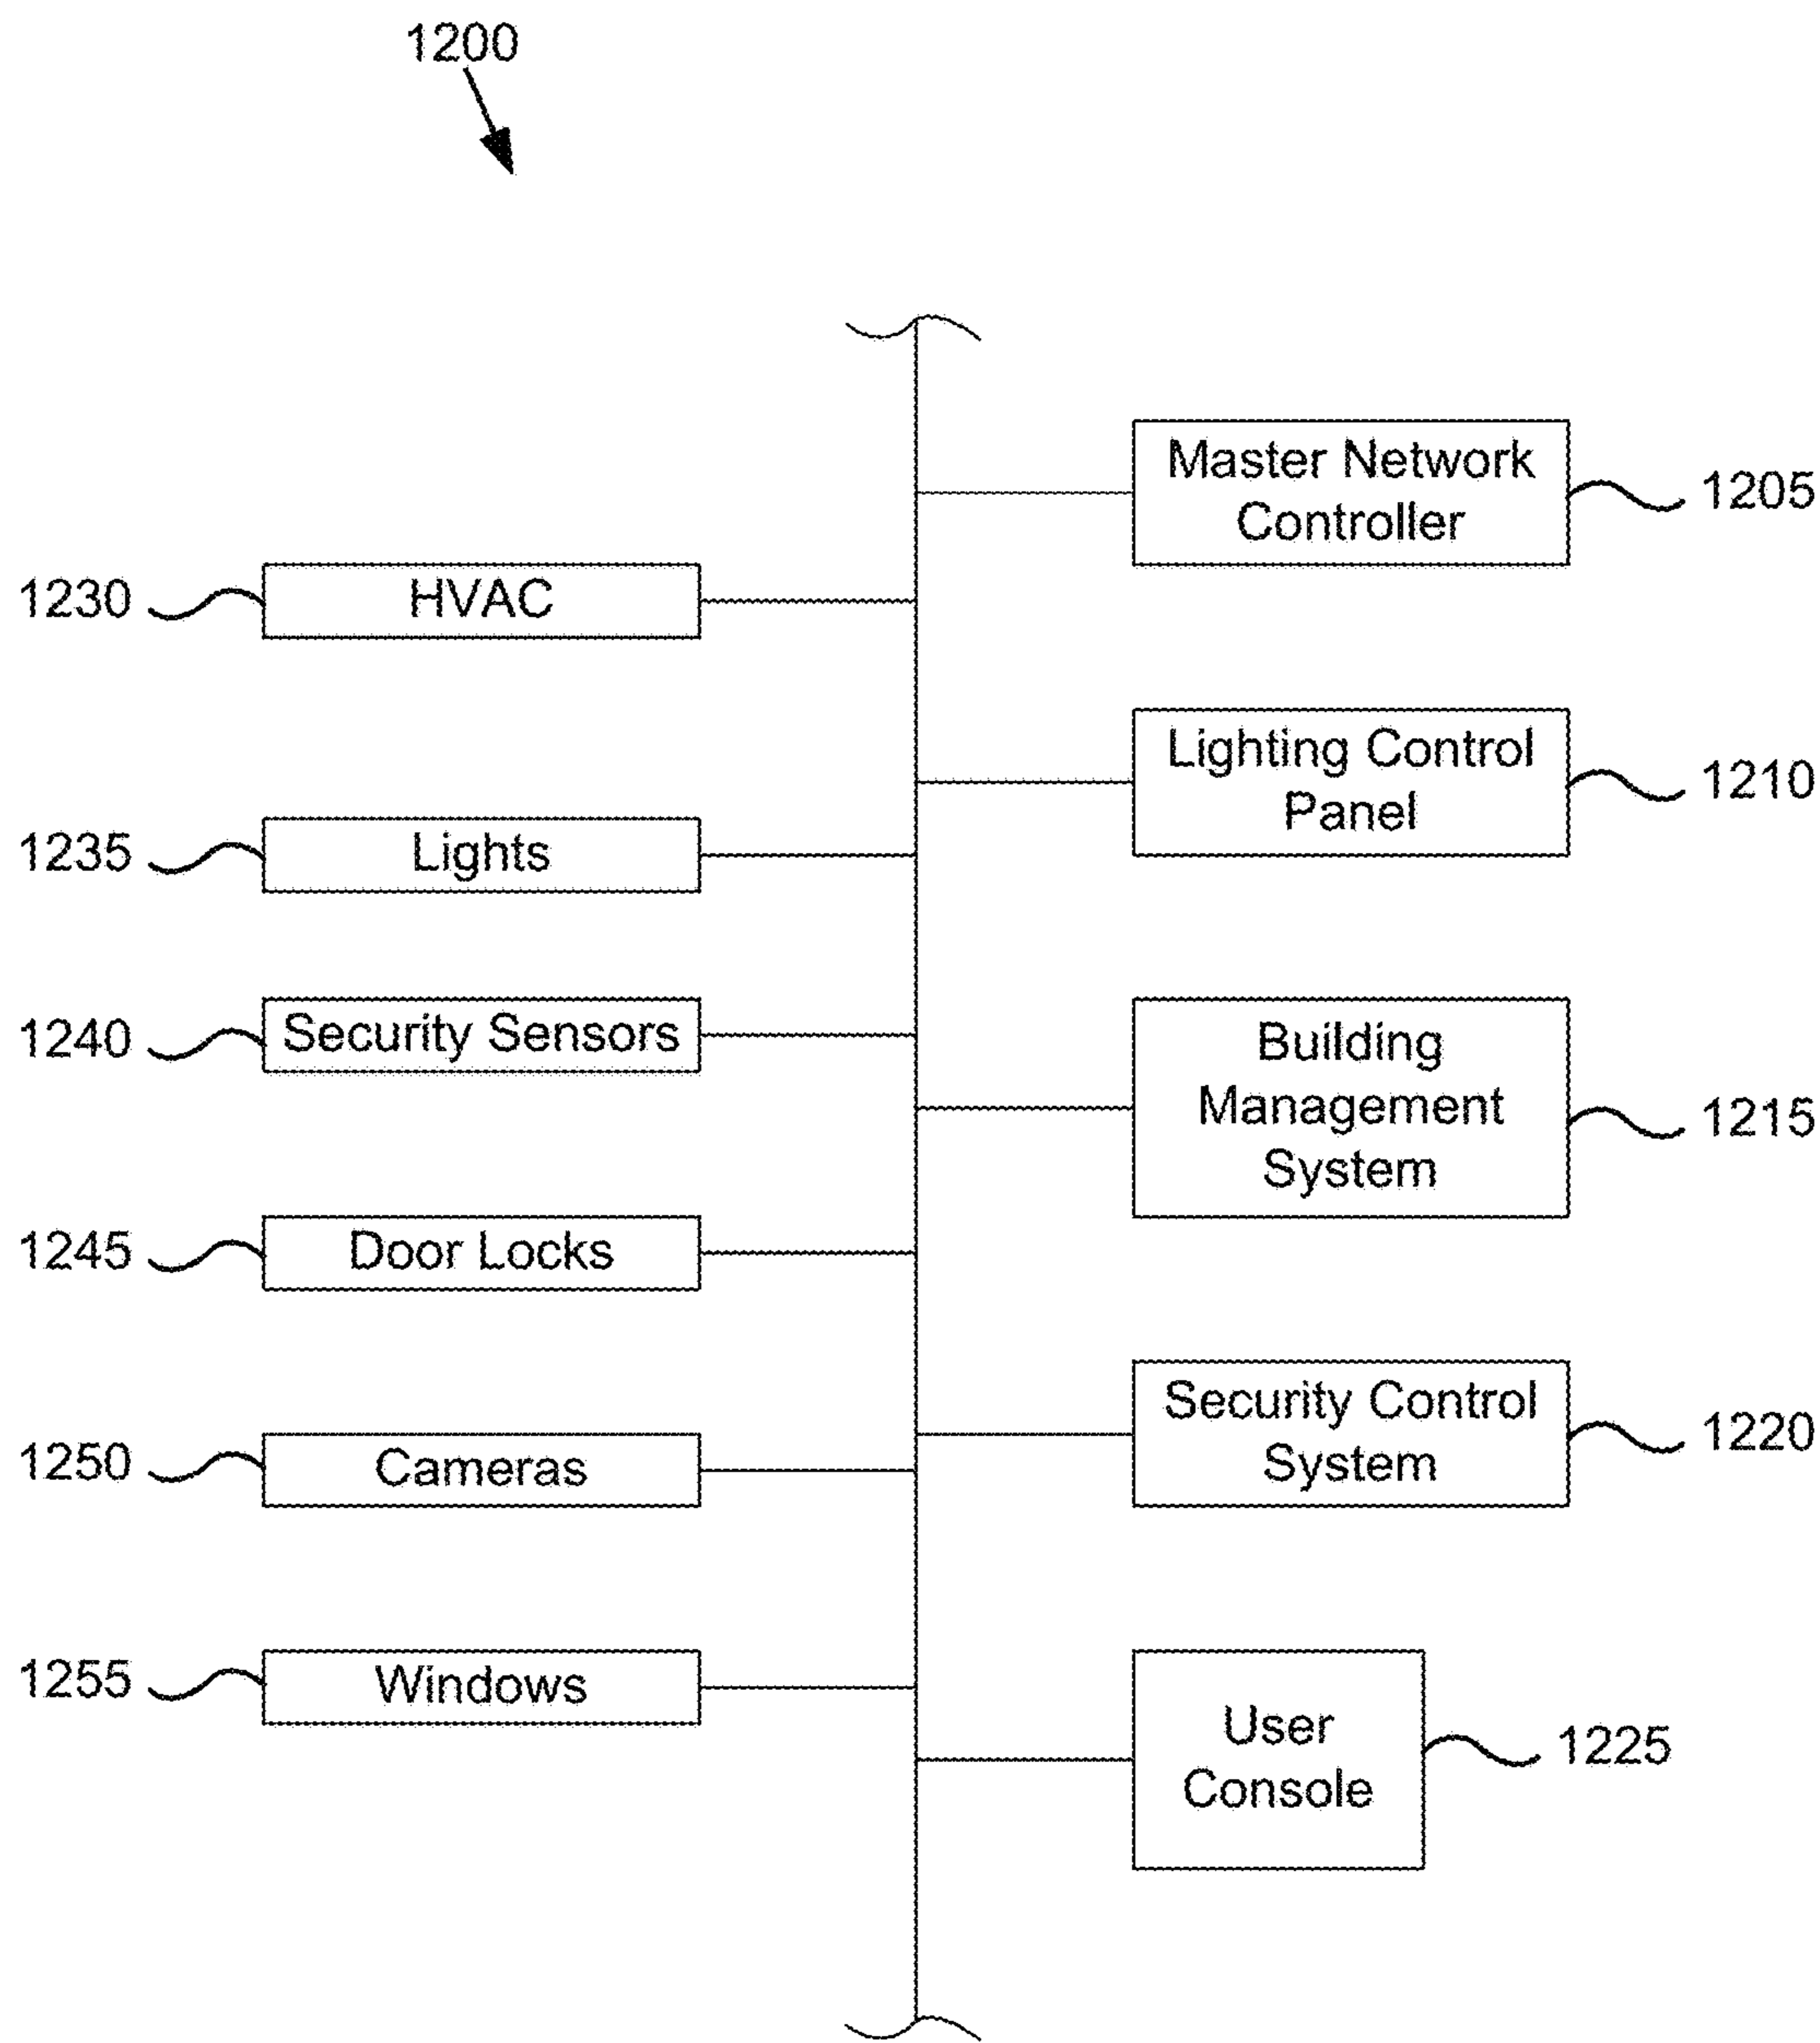 1200
Master Network
Controller
1205
1230
HVAC
Lighting Control
Panel
1210
1235
Lights
1240
Security Sensors
Building
Management
System
1215
1245
Door Locks
Security Control
System
1220
1250
Cameras
1255
Windows
User
Console
1225